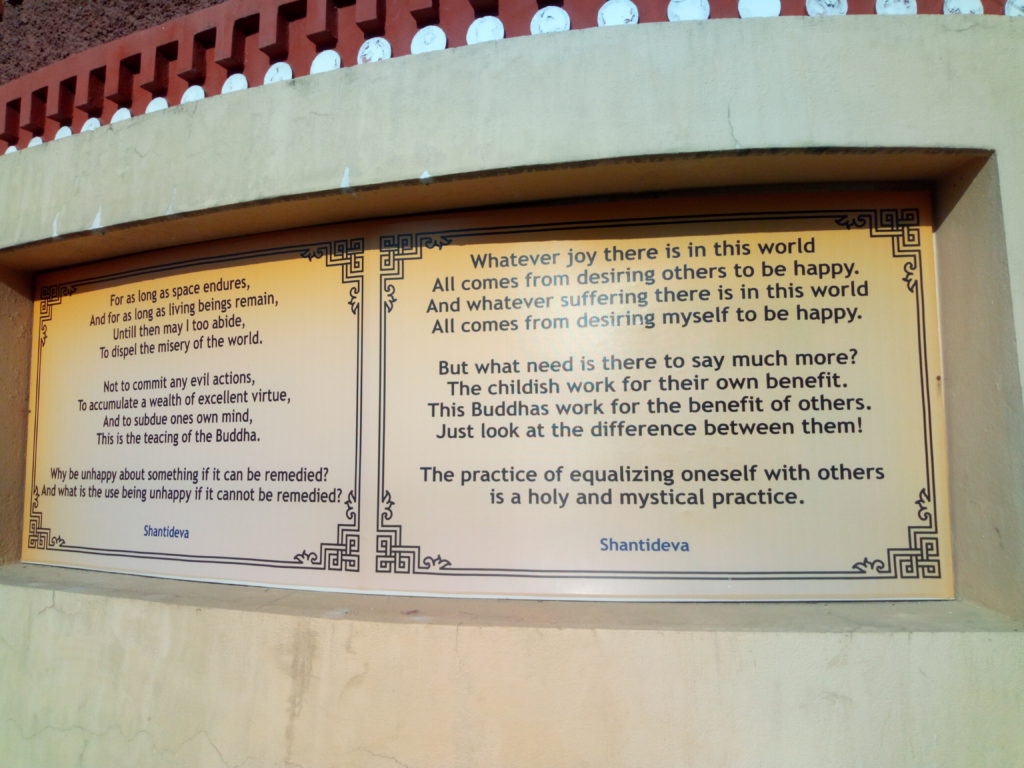 For as long as space endures,
And for as long as living beings remain,
Untill then may I too abide,
To dispel the misery of the world.
Not to commit any evil actions,
To accumulate a wealth of excellent virtue,
And to subdue ones own mind,
This is the teacing of the Buddha.
Why be unhappy about something if it can be remedied?
And what is the use being unhappy if it cannot be remedied?
Shantideva
Whatever joy there is in this world
All comes from desiring others to be happy.
And whatever suffering there is in this world
All comes from desiring myself to be happy.
But what need is there to say much more?
The childish work for their own benefit.
This Buddhas work for the benefit of others.
Just look at the difference between them!
The practice of equalizing oneself with others
is a holy and mystical practice.
Shantideva